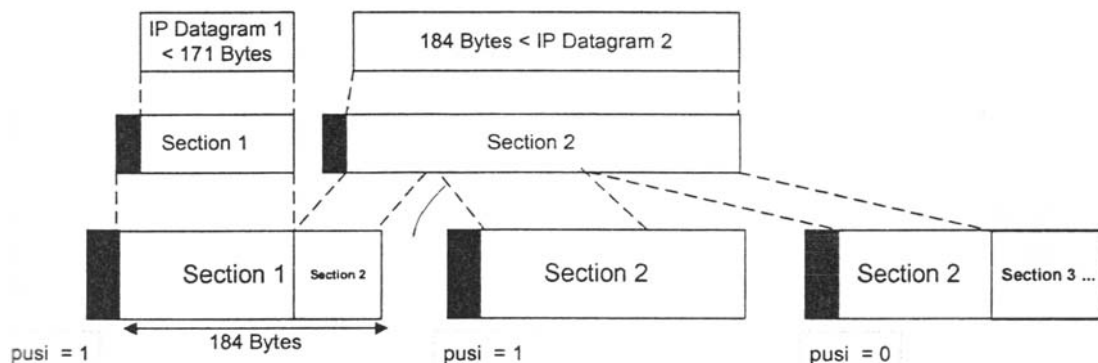 IP Datagram 1
< 171 Bytes
184 Bytes < IP Datagram 2
Section 1
Section 2
Section 1
Section 2
Section 2
Section 2
Section 3 ...
184 Bytes
pusi = 1
pusi = 1
pusi = 0